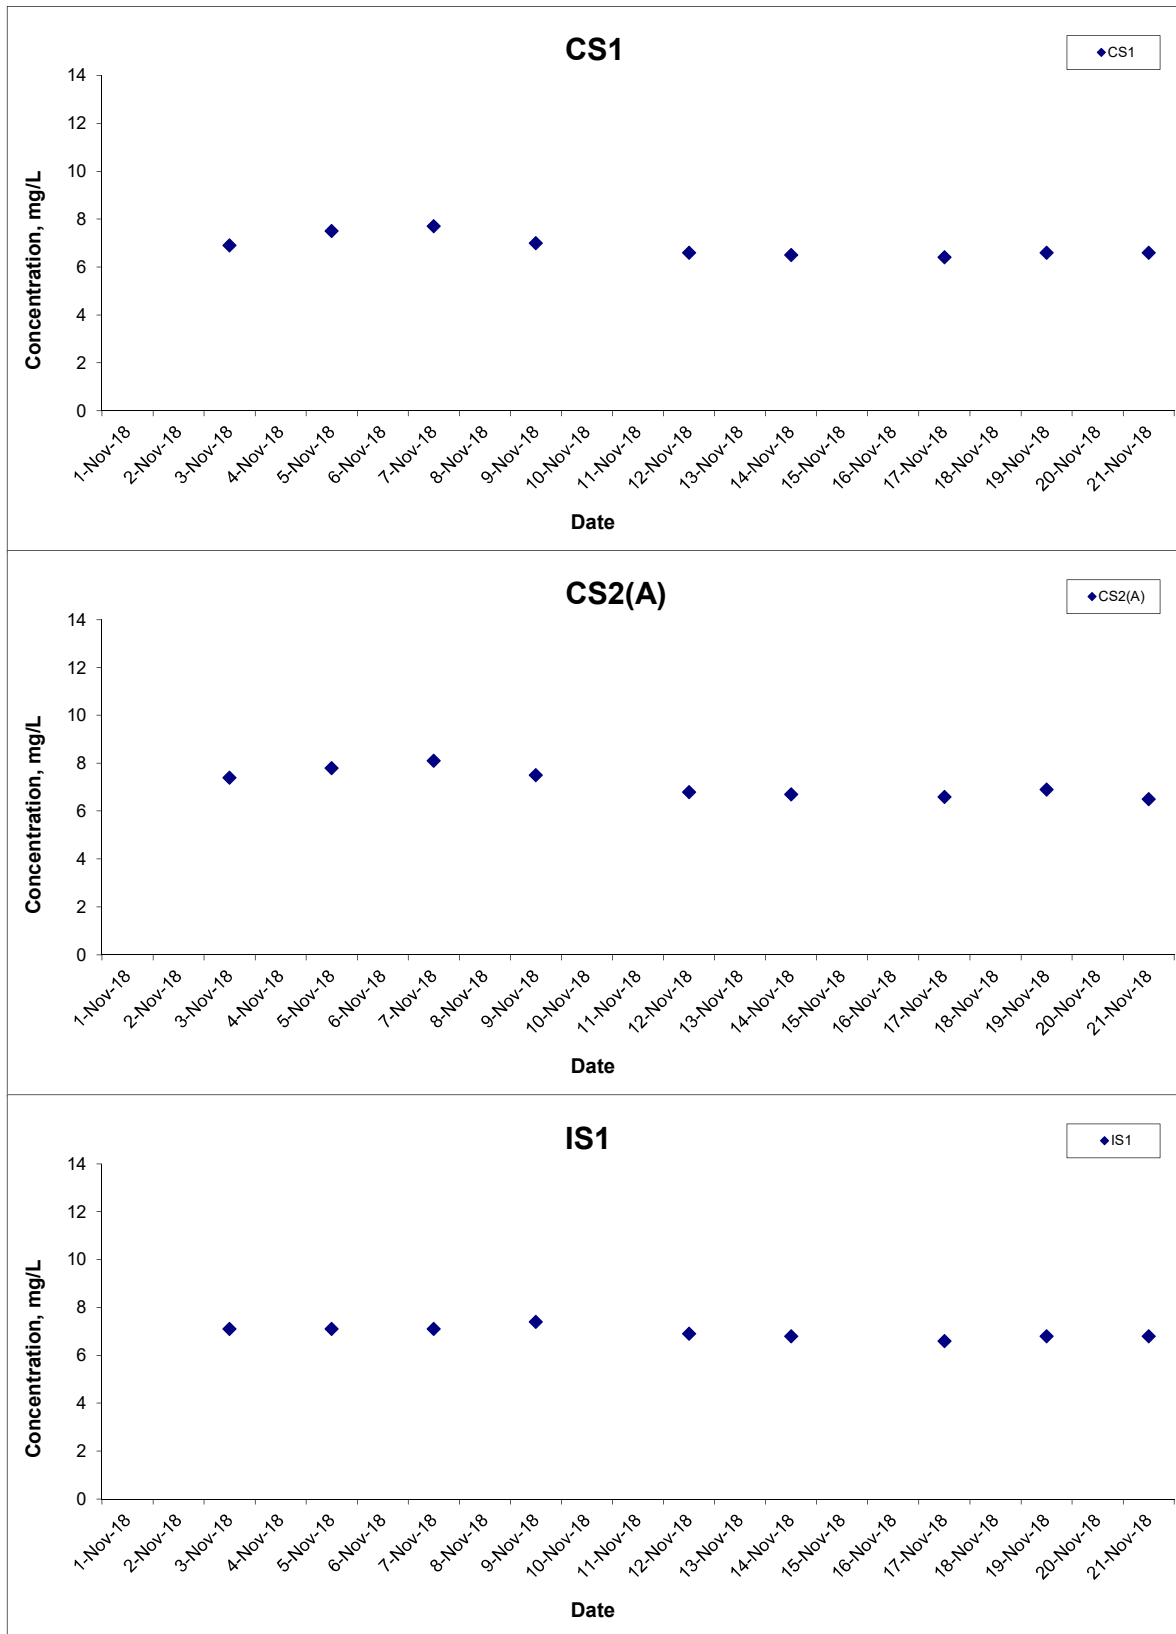 CS1
CS1
14
12
10
8
6
4
2
0
Concentration, mg/L
1-Nov-18
2-Nov-18
3-Nov-18
4-Nov-18
5-Nov-18
6-Nov-18
7-Nov-18
8-Nov-18
9-Nov-18
10-Nov-18
11-Nov-18
12-Nov-18
13-Nov-18
14-Nov-18
15-Nov-18
16-Nov-18
17-Nov-18
18-Nov-18
19-Nov-18
20-Nov-18
21-Nov-18
Date
CS2(A)
CS2(A)
14
12
10
8
6
4
2
0
Concentration, mg/L
1-Nov-18
2-Nov-18
3-Nov-18
4-Nov-18
5-Nov-18
6-Nov-18
7-Nov-18
8-Nov-18
9-Nov-18
10-Nov-18
11-Nov-18
12-Nov-18
13-Nov-18
14-Nov-18
15-Nov-18
16-Nov-18
17-Nov-18
18-Nov-18
19-Nov-18
20-Nov-18
21-Nov-18
Date
IS1
IS1
14
12
10
8
6
4
2
0
Concentration, mg/L
1-Nov-18
2-Nov-18
3-Nov-18
4-Nov-18
5-Nov-18
6-Nov-18
7-Nov-18
8-Nov-18
9-Nov-18
10-Nov-18
11-Nov-18
12-Nov-18
13-Nov-18
14-Nov-18
15-Nov-18
16-Nov-18
17-Nov-18
18-Nov-18
19-Nov-18
20-Nov-18
21-Nov-18
Date